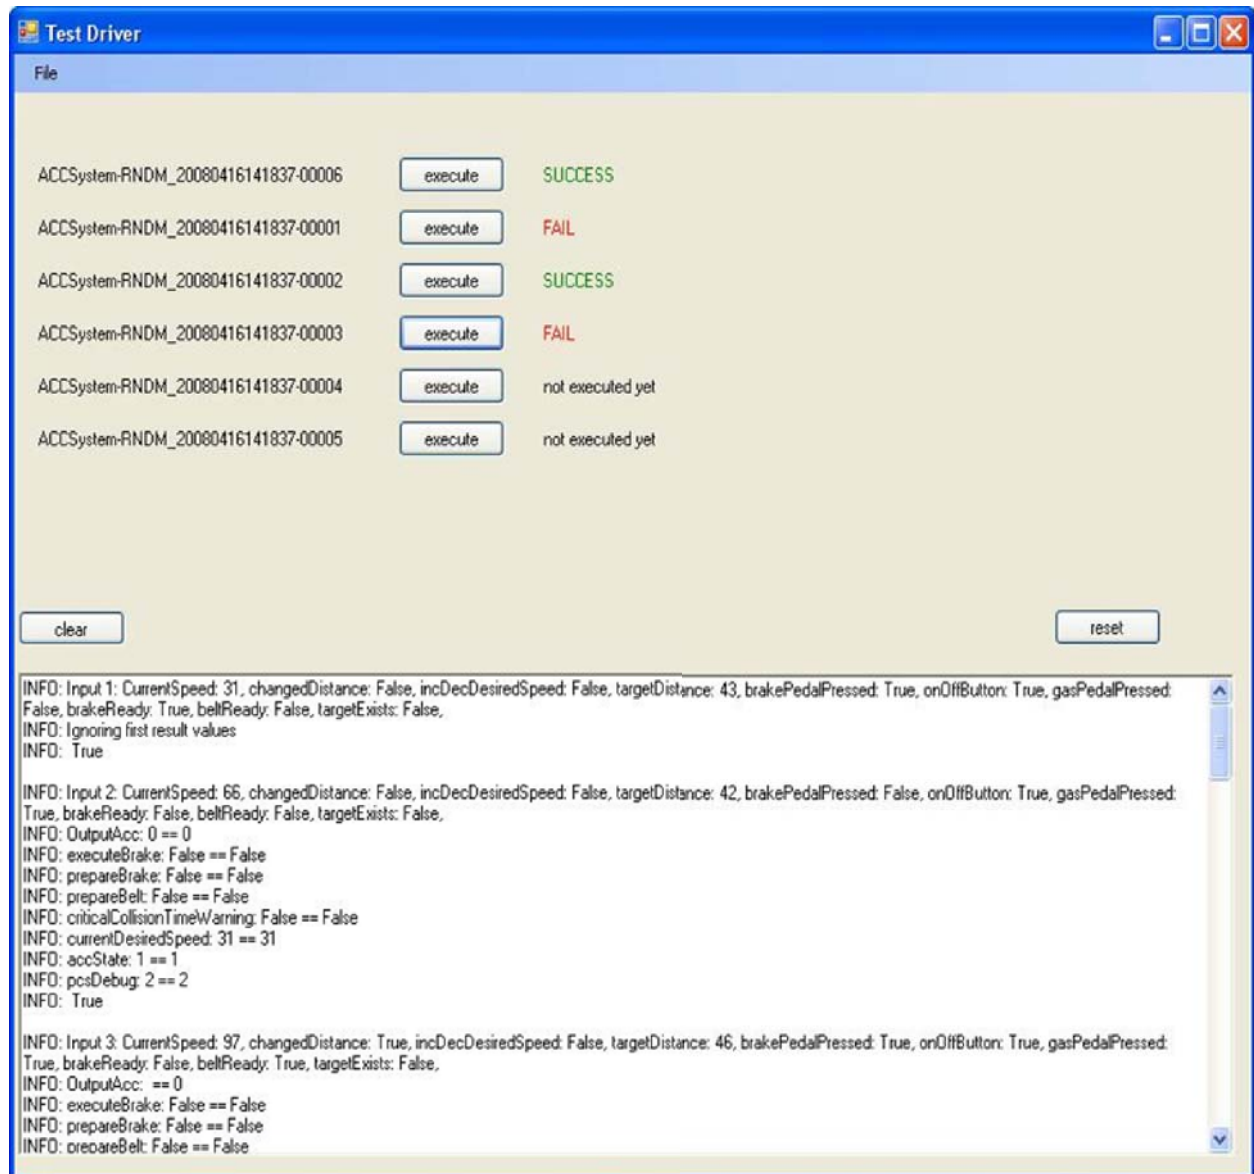 Test Driver
File
ACCSystem-RNDM_20080416141837-00006 execute SUCCESS
ACCSystem-RNDM_20080416141837-00001 execute FAIL
ACCSystem-RNDM_20080416141837-00002 execute SUCCESS
ACCSystem-RNDM_20080416141837-00003 execute FAIL
ACCSystem-RNDM_20080416141837-00004 execute not executed yet
ACCSystem-RNDM_20080416141837-00005 execute not executed yet
clear reset
INFO: Input 1: CurrentSpeed: 31, changedDistance: False, incDecDesiredSpeed: False, targetDistance: 43, brakePedalPressed: True, onOffButton: True, gasPedalPressed:
False, brakeReady: True, beltReady: False, targetExists: False,
INFO: Ignoring first result values
INFO:  True
INFO: Input 2: CurrentSpeed: 66, changedDistance: False, incDecDesiredSpeed: False, targetDistance: 42, brakePedalPressed: False, onOffButton: True, gasPedalPressed:
True, brakeReady: False, beltReady: False, targetExists: False,
INFO: OutputAcc: 0 == 0
INFO: executeBrake: False == False
INFO: prepareBrake: False == False
INFO: prepareBelt: False == False
INFO: criticalCollisionTimeWarning: False == False
INFO: currentDesiredSpeed: 31 == 31
INFO: accState: 1 == 1
INFO: pcsDebug: 2 == 2
INFO:  True
INFO: Input 3: CurrentSpeed: 97, changedDistance: True, incDecDesiredSpeed: False, targetDistance: 46, brakePedalPressed: True, onOffButton: True, gasPedalPressed:
True, brakeReady: False, beltReady: True, targetExists: False,
INFO: OutputAcc:  == 0
INFO: executeBrake: False == False
INFO: prepareBrake: False == False
INFO: prepareBelt: False == False